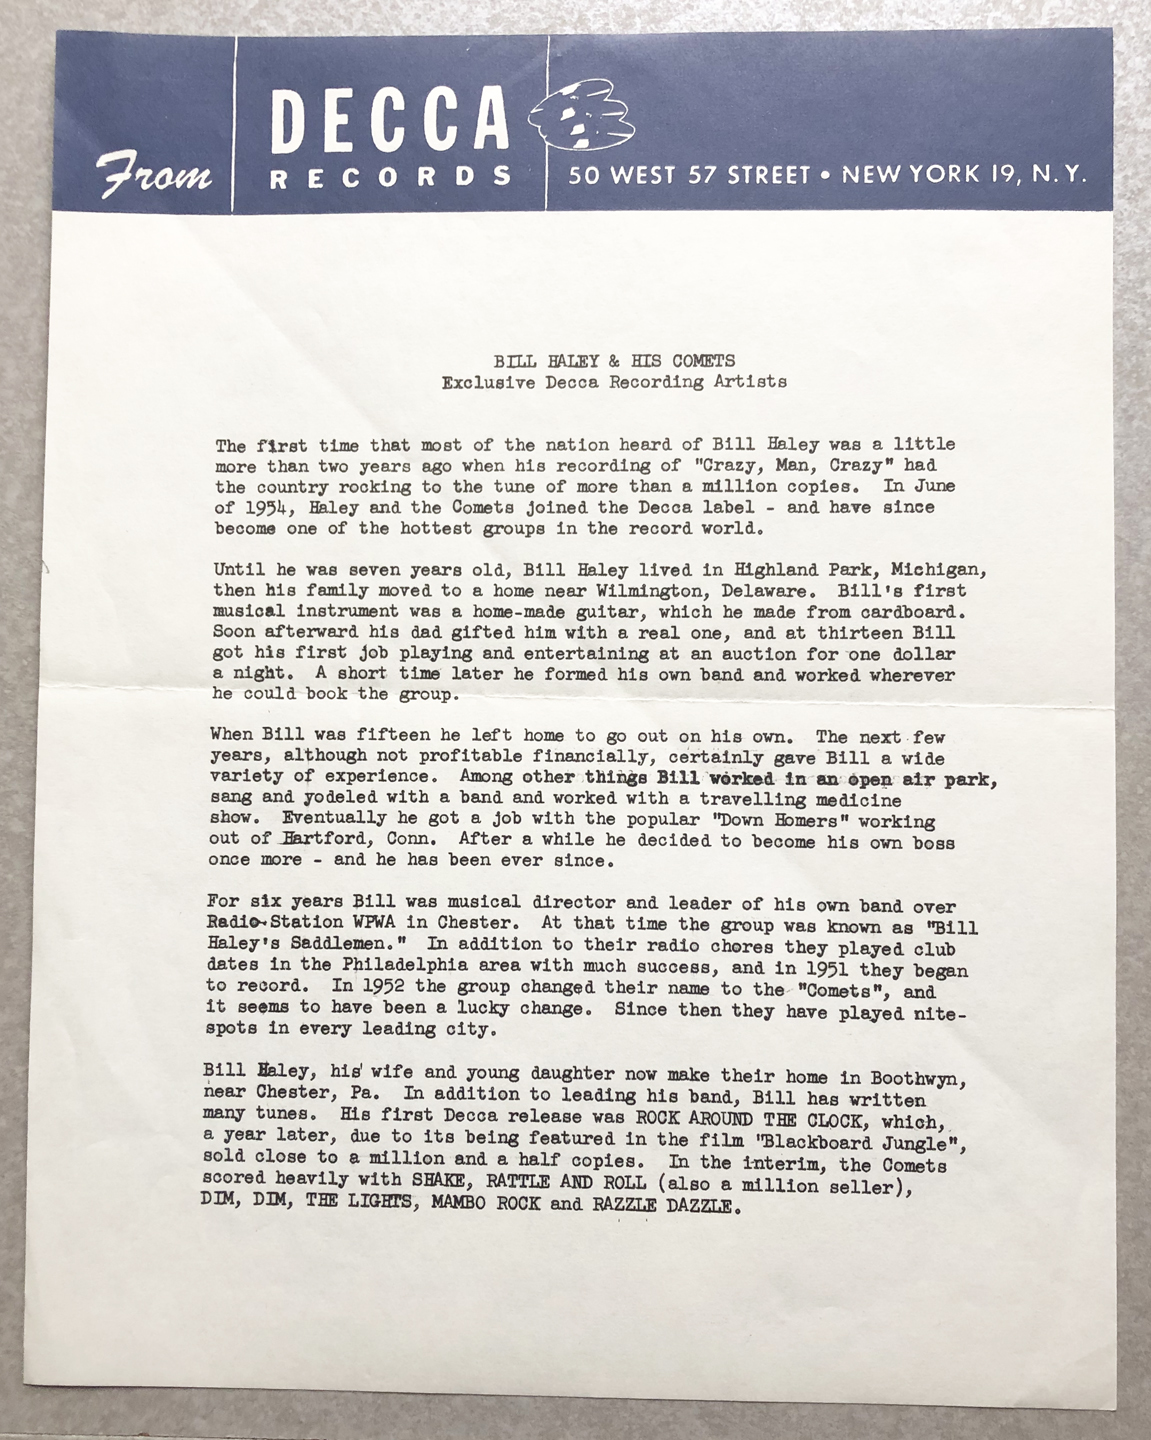 From
DECCA
RECORDS
50 WEST 57 STREET • NEW YORK 19, N.Y.
BILL HALEY & HIS COMETS
Exclusive Decca Recording Artists
The first time that most of the nation heard of Bill Haley was a little
more than two years ago when his recording of "Crazy, Man, Crazy" had
the country rocking to the tune of more than a million copies. In June
of 1954, Haley and the Comets joined the Decca label - and have since
become one of the hottest groups in the record world.
Until he was seven years old, Bill Haley lived in Highland Park, Michigan,
then his family moved to a home near Wilmington, Delaware. Bill's first
musical instrument was a home-made guitar, which he made from cardboard.
Soon afterward his dad gifted him with a real one, and at thirteen Bill
got his first job playing and entertaining at an auction for one dollar
a night. A short time later he formed his own band and worked wherever
he could book the group.
When Bill was fifteen he left home to go out on his own. The next few
years, although not profitable financially, certainly gave Bill a wide
variety of experience. Among other things Bill worked in an open air park,
sang and yodeled with a band and worked with a travelling medicine
show. Eventually he got a job with the popular "Down Homers" working
out of Hartford, Conn. After a while he decided to become his own boss
once more - and he has been ever since.
For six years Bill was musical director and leader of his own band over
Radio Station WPWA in Chester. At that time the group was known as "Bill
Haley's Saddlemen." In addition to their radio chores they played club
dates in the Philadelphia area with much success, and in 1951 they began
to record. In 1952 the group changed their name to the "Comets", and
it seems to have been a lucky change. Since then they have played nite-
spots in every leading city.
Bill Haley, his wife and young daughter now make their home in Boothwyn,
near Chester, Pa. In addition to leading his band, Bill has written
many tunes. His first Decca release was ROCK AROUND THE CLOCK, which,
a year later, due to its being featured in the film "Blackboard Jungle",
sold close to a million and a half copies. In the interim, the Comets
scored heavily with SHAKE, RATTLE AND ROLL (also a million seller),
DIM, DIM, THE LIGHTS, MAMBO ROCK and RAZZLE DAZZLE.